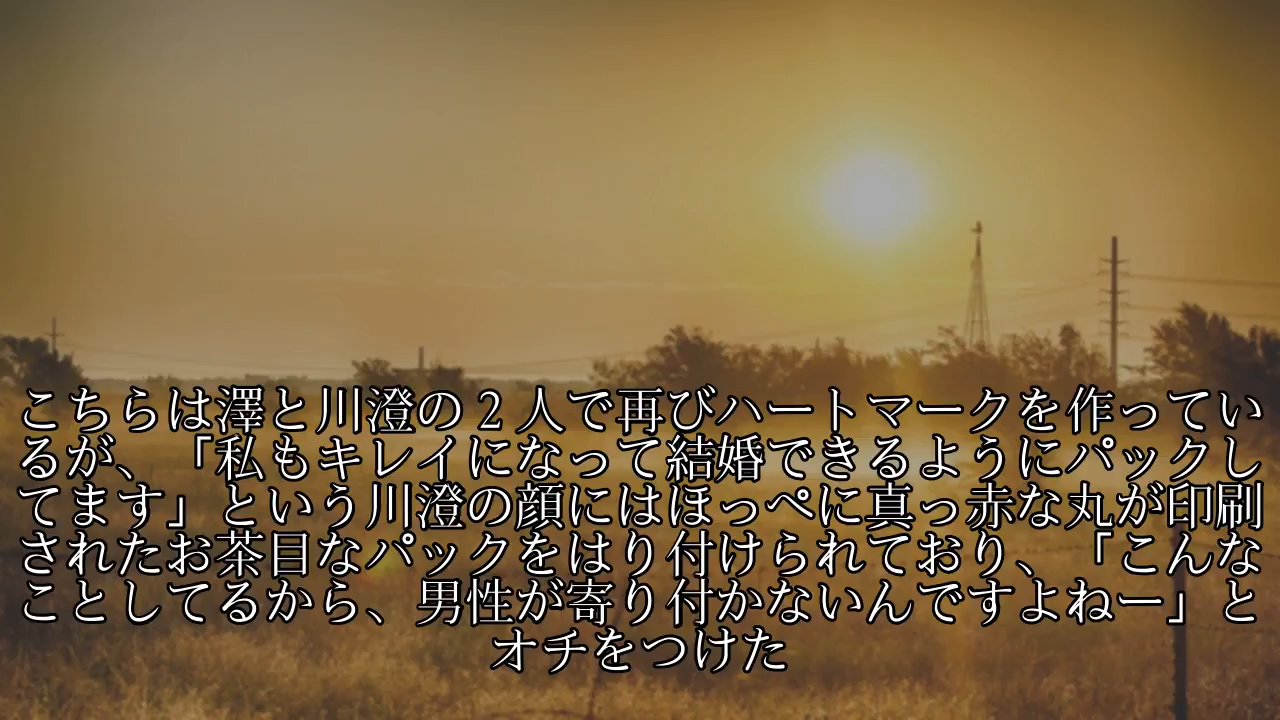 こちらは澤と川澄の２人で再びハートマークを作ってい
るが、「私もキレイになって結婚できるようにパックし
てます」という川澄の顔にはほっぺに真っ赤な丸が印刷
されたお茶目なパックをはり付けられており、「こんな
ことしてるから、男性が寄り付かないんですよねー」と
オチをつけた